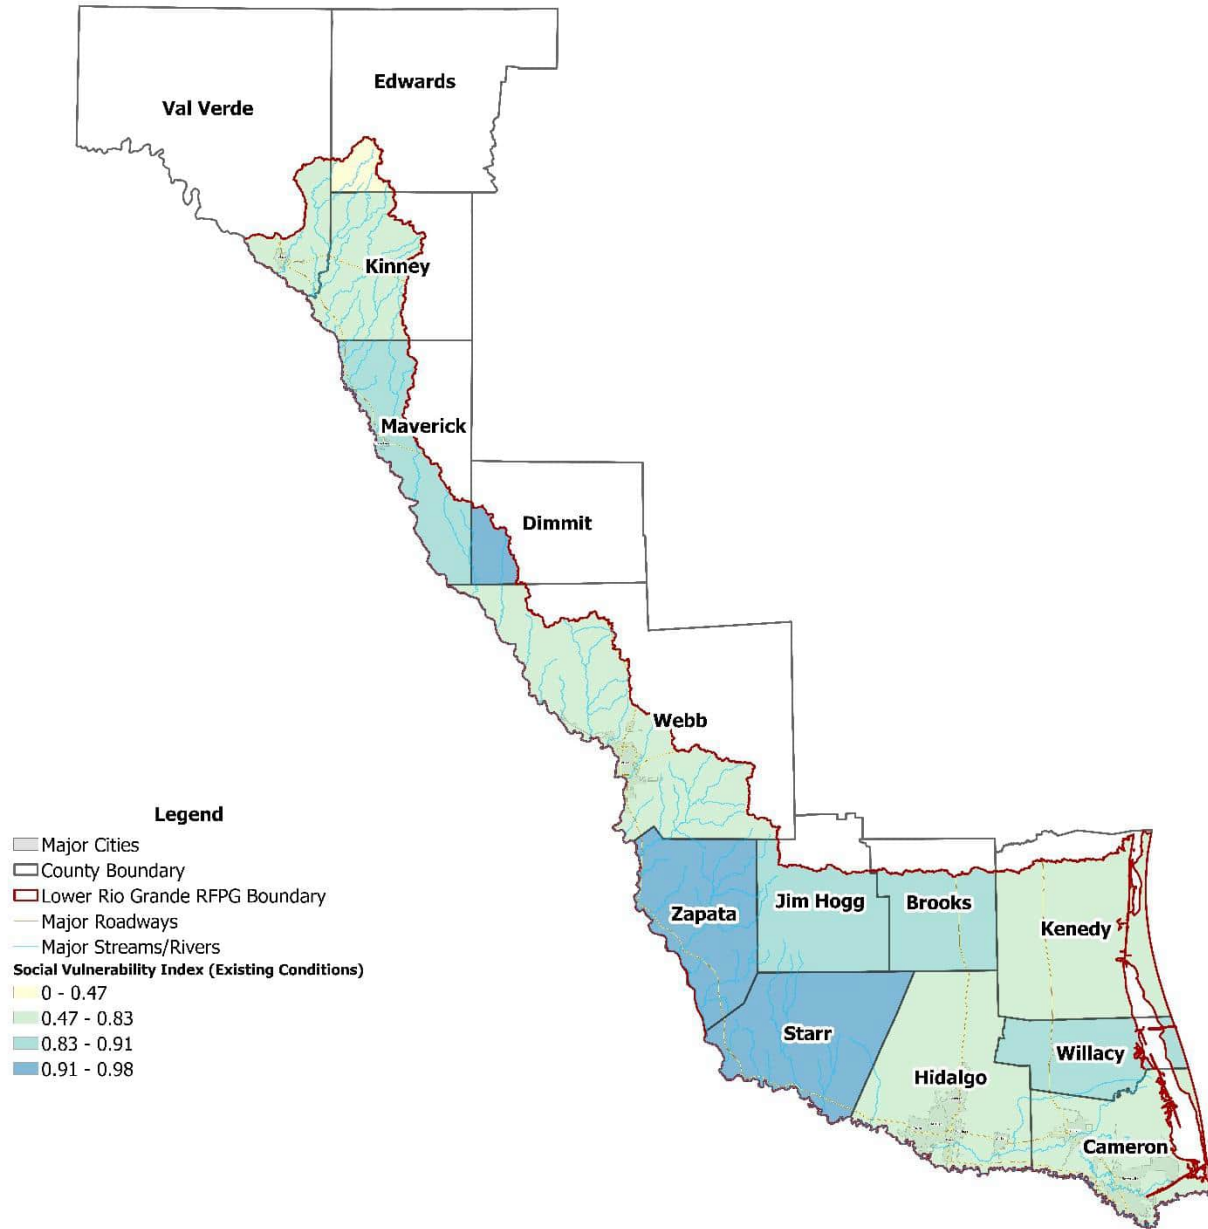 Edwards
Val Verde
Kinney
Maverick
Dimmit
Webb
Zapata
Jim Hogg
Brooks
Kenedy
Starr
Willacy
Hidalgo
Cameron
Legend
Major Cities
County Boundary
Lower Rio Grande RFPG Boundary
Major Roadways
Major Streams/Rivers
Social Vulnerability Index (Existing Conditions)
0 - 0.47
0.47 - 0.83
0.83 - 0.91
0.91 - 0.98